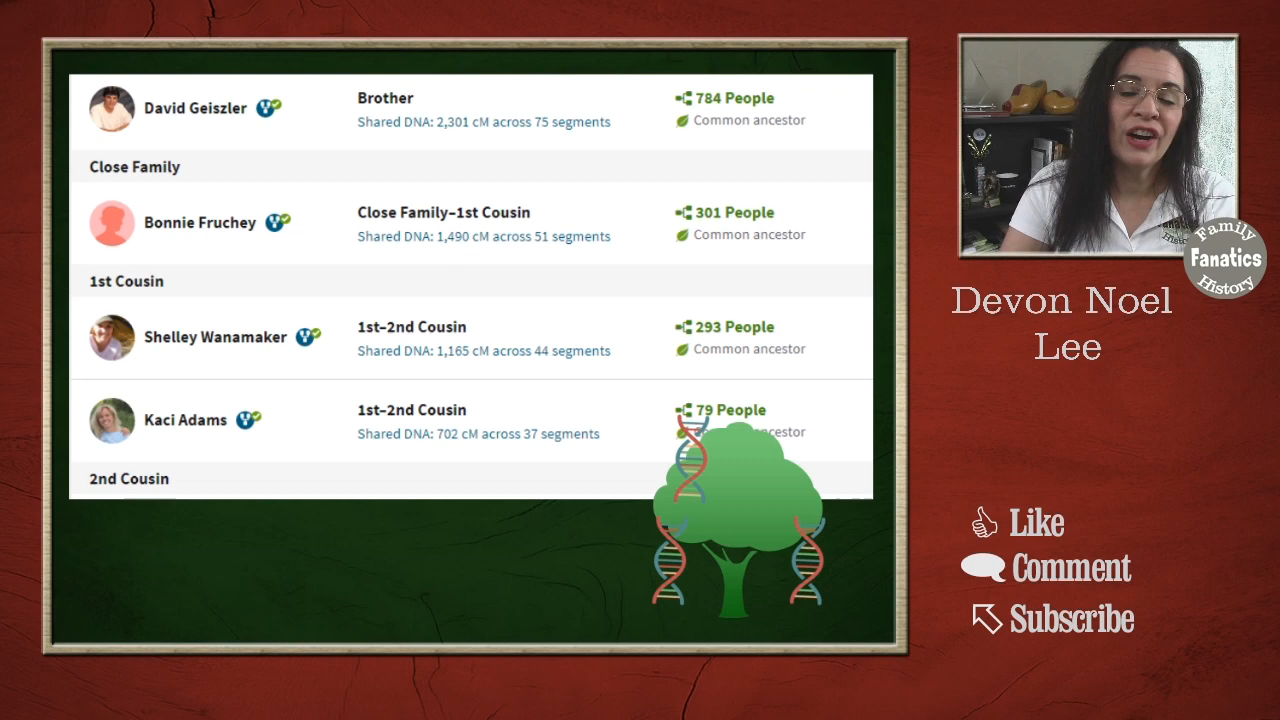 David Geiszler
Brother
784 People
Shared DNA: 2,301 cM across 75 segments
Common ancestor
Close Family
Bonnie Fruchey
Close Family–1st Cousin
301 People
Shared DNA: 1,490 cM across 51 segments
Common ancestor
1st Cousin
Shelley Wanamaker
1st–2nd Cousin
293 People
Shared DNA: 1,165 cM across 44 segments
Common ancestor
Kaci Adams
1st–2nd Cousin
79 People
Shared DNA: 702 cM across 37 segments
2nd Cousin
Family
Fanatics
History
Devon Noel
Lee
Like
Comment
Subscribe